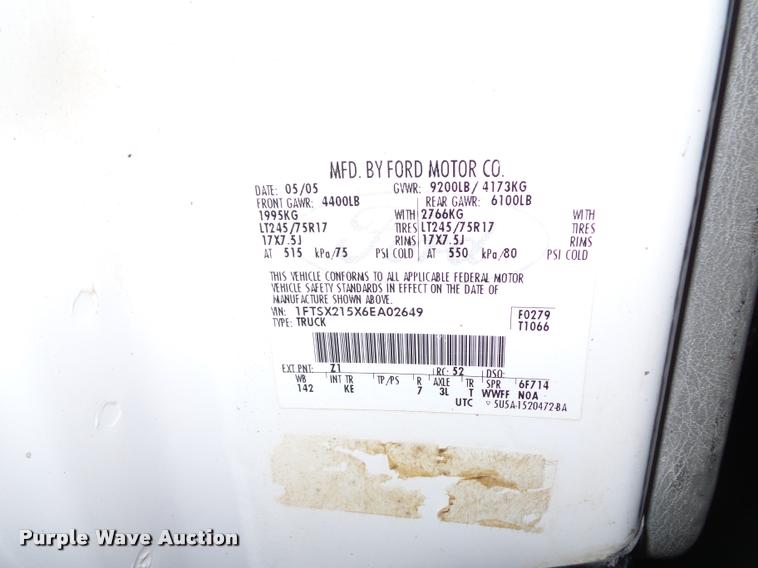 MFD. BY FORD MOTOR CO.
DATE: 05/05 GVWR: 9200LB / 4173KG
FRONT GAWR: 4400LB REAR GAWR: 6100LB
1995KG WITH 2766KG WITH
LT245/75R17 TIRES LT245/75R17 TIRES
17X7.5J RIMS 17X7.5J RIMS
AT 515 kPa/75 PSI COLD AT 550 kPa/80 PSI COLD
THIS VEHICLE CONFORMS TO ALL APPLICABLE FEDERAL MOTOR
VEHICLE SAFETY STANDARDS IN EFFECT ON THE DATE OF
MANUFACTURE SHOWN ABOVE.
VIN: 1FTSX215X6EA02649 F0279
TYPE: TRUCK T1066
EXT PNT: Z1 RC: 52 DSO:
WB INT TR TP/PS R AXLE TR SPR 6F714
142 KE 7 3L T WWFF N0A
UTC 5U5A-1520472-BA
Ford
Purple Wave Auction